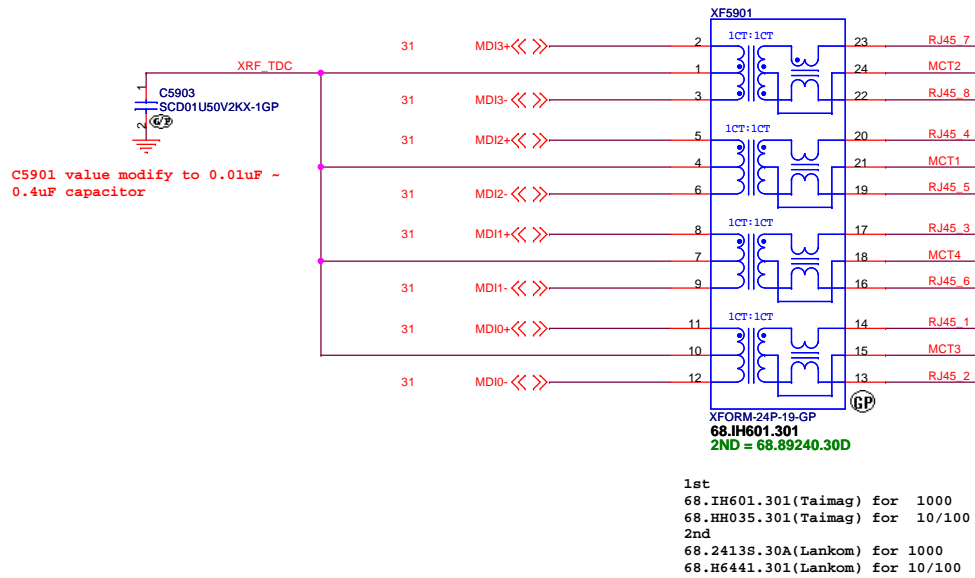 XF5901
1CT:1CT
31 MDI3+ 2 23 RJ45_7
XRF_TDC 1 24 MCT2
1 C5903
SCD01U50V2KX-1GP
2 G/P
31 MDI3- 3 22 RJ45_8
1CT:1CT
31 MDI2+ 5 20 RJ45_4
4 21 MCT1
C5901 value modify to 0.01uF ~
0.4uF capacitor
31 MDI2- 6 19 RJ45_5
1CT:1CT
31 MDI1+ 8 17 RJ45_3
7 18 MCT4
31 MDI1- 9 16 RJ45_6
1CT:1CT
31 MDI0+ 11 14 RJ45_1
10 15 MCT3
31 MDI0- 12 13 RJ45_2
GP
XFORM-24P-19-GP
68.IH601.301
2ND = 68.89240.30D
1st
68.IH601.301(Taimag) for 1000
68.HH035.301(Taimag) for 10/100
2nd
68.2413S.30A(Lankom) for 1000
68.H6441.301(Lankom) for 10/100